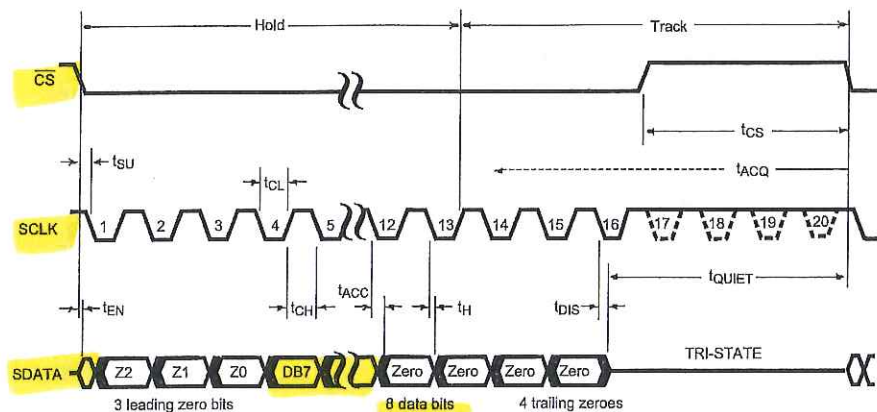 Hold Track
CS
tCS
tSU
tCL
tACQ
SCLK 1 2 3 4 5 12 13 14 15 16 17 18 19 20
tQUIET
tEN tCH tACC tH tDIS
SDATA Z2 Z1 Z0 DB7 Zero Zero Zero Zero TRI-STATE
3 leading zero bits 8 data bits 4 trailing zeroes